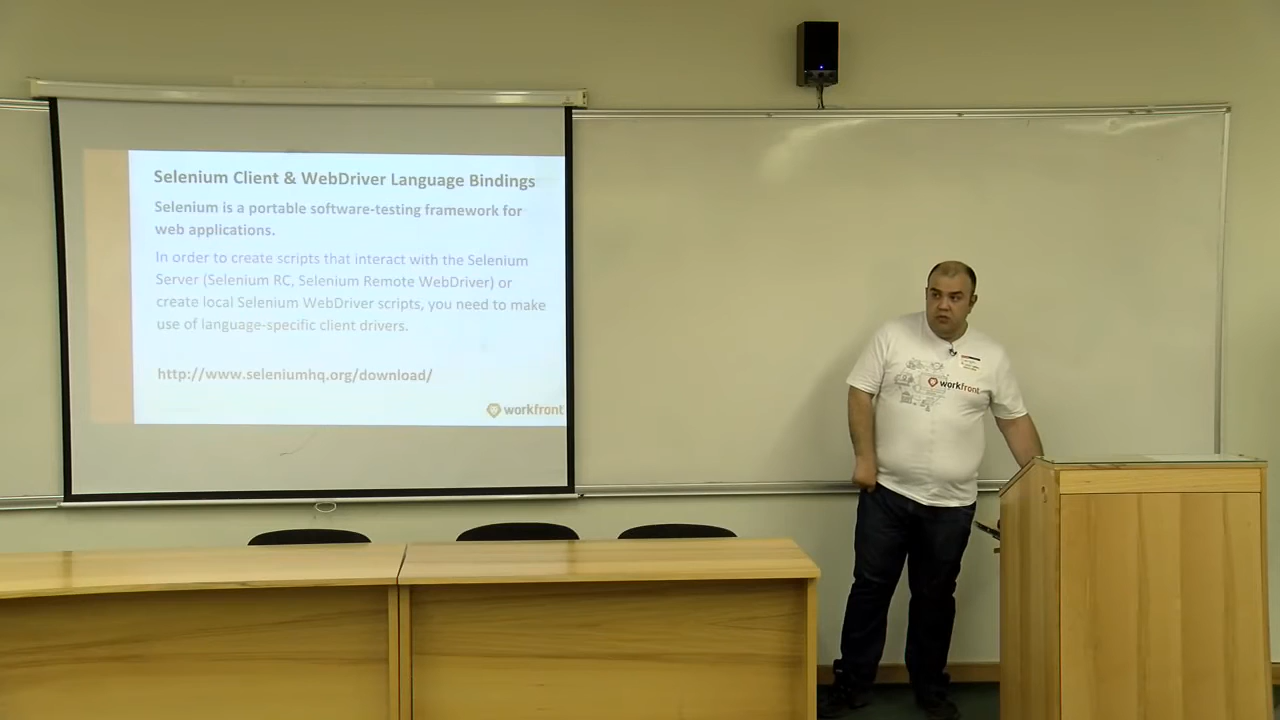 Selenium Client & WebDriver Language Bindings
Selenium is a portable software-testing framework for
web applications.
In order to create scripts that interact with the Selenium
Server (Selenium RC, Selenium Remote WebDriver) or
create local Selenium WebDriver scripts, you need to make
use of language-specific client drivers.
http://www.seleniumhq.org/download/
workfront
workfront